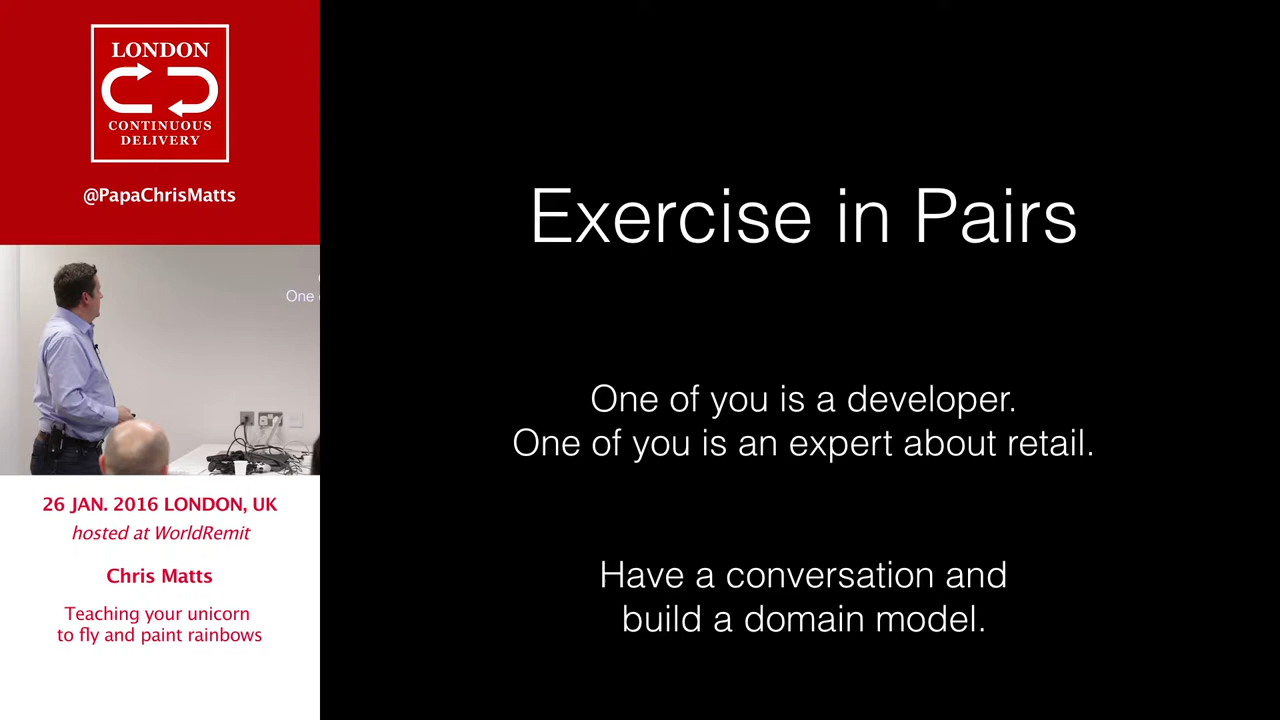 LONDON
CONTINUOUS
DELIVERY
@PapaChrisMatts
One
26 JAN. 2016 LONDON, UK
hosted at WorldRemit
Chris Matts
Teaching your unicorn
to fly and paint rainbows
Exercise in Pairs
One of you is a developer.
One of you is an expert about retail.
Have a conversation and
build a domain model.